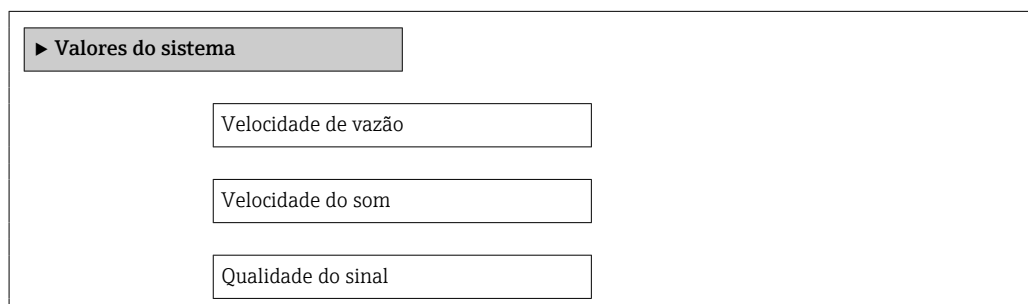 ▶ Valores do sistema
Velocidade de vazão
Velocidade do som
Qualidade do sinal